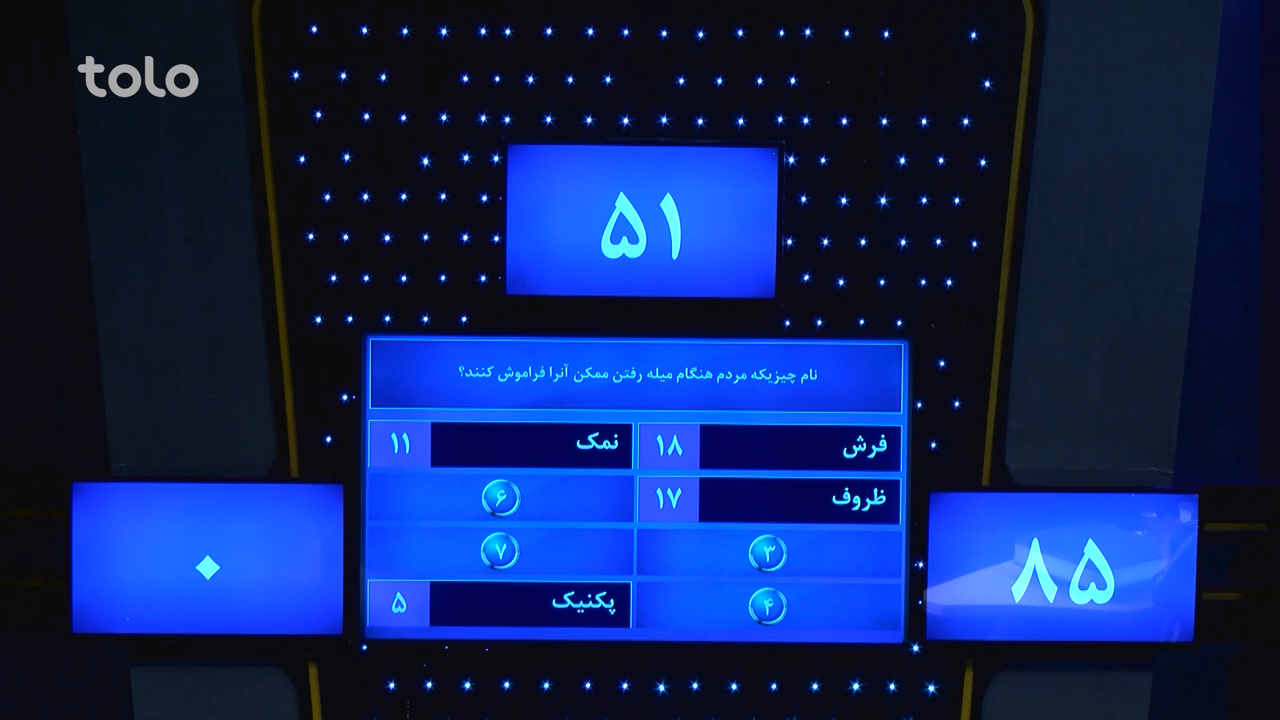 tolo
۵۱
نام چیزیکه مردم هنگام میله رفتن ممکن آنرا فراموش کنند؟
فرش ۱۸
نمک ۱۱
ظروف ۱۷
۶
۳
۷
۴
پکنیک ۵
۸۵
۰